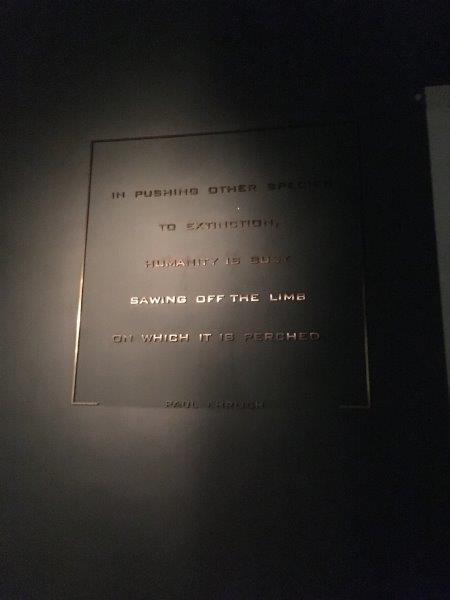 IN PUSHING OTHER SPECIES
TO EXTINCTION,
HUMANITY IS BUSY
SAWING OFF THE LIMB
ON WHICH IT IS PERCHED
PAUL EHRLICH